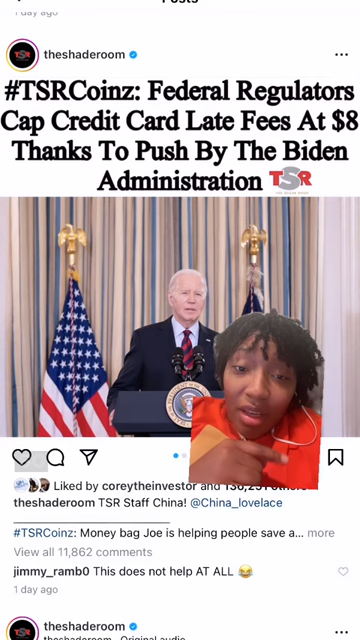 Posts
1 day ago
theshaderoom
#TSRCoinz: Federal Regulators
Cap Credit Card Late Fees At $8
Thanks To Push By The Biden
Administration TSR
Liked by coreytheinvestor and
theshaderoom TSR Staff China! @China_lovelace
#TSRCoinz: Money bag Joe is helping people save a... more
View all 11,862 comments
jimmy_ramb0 This does not help AT ALL 😂
1 day ago
theshaderoom
theshaderoom · Original audio